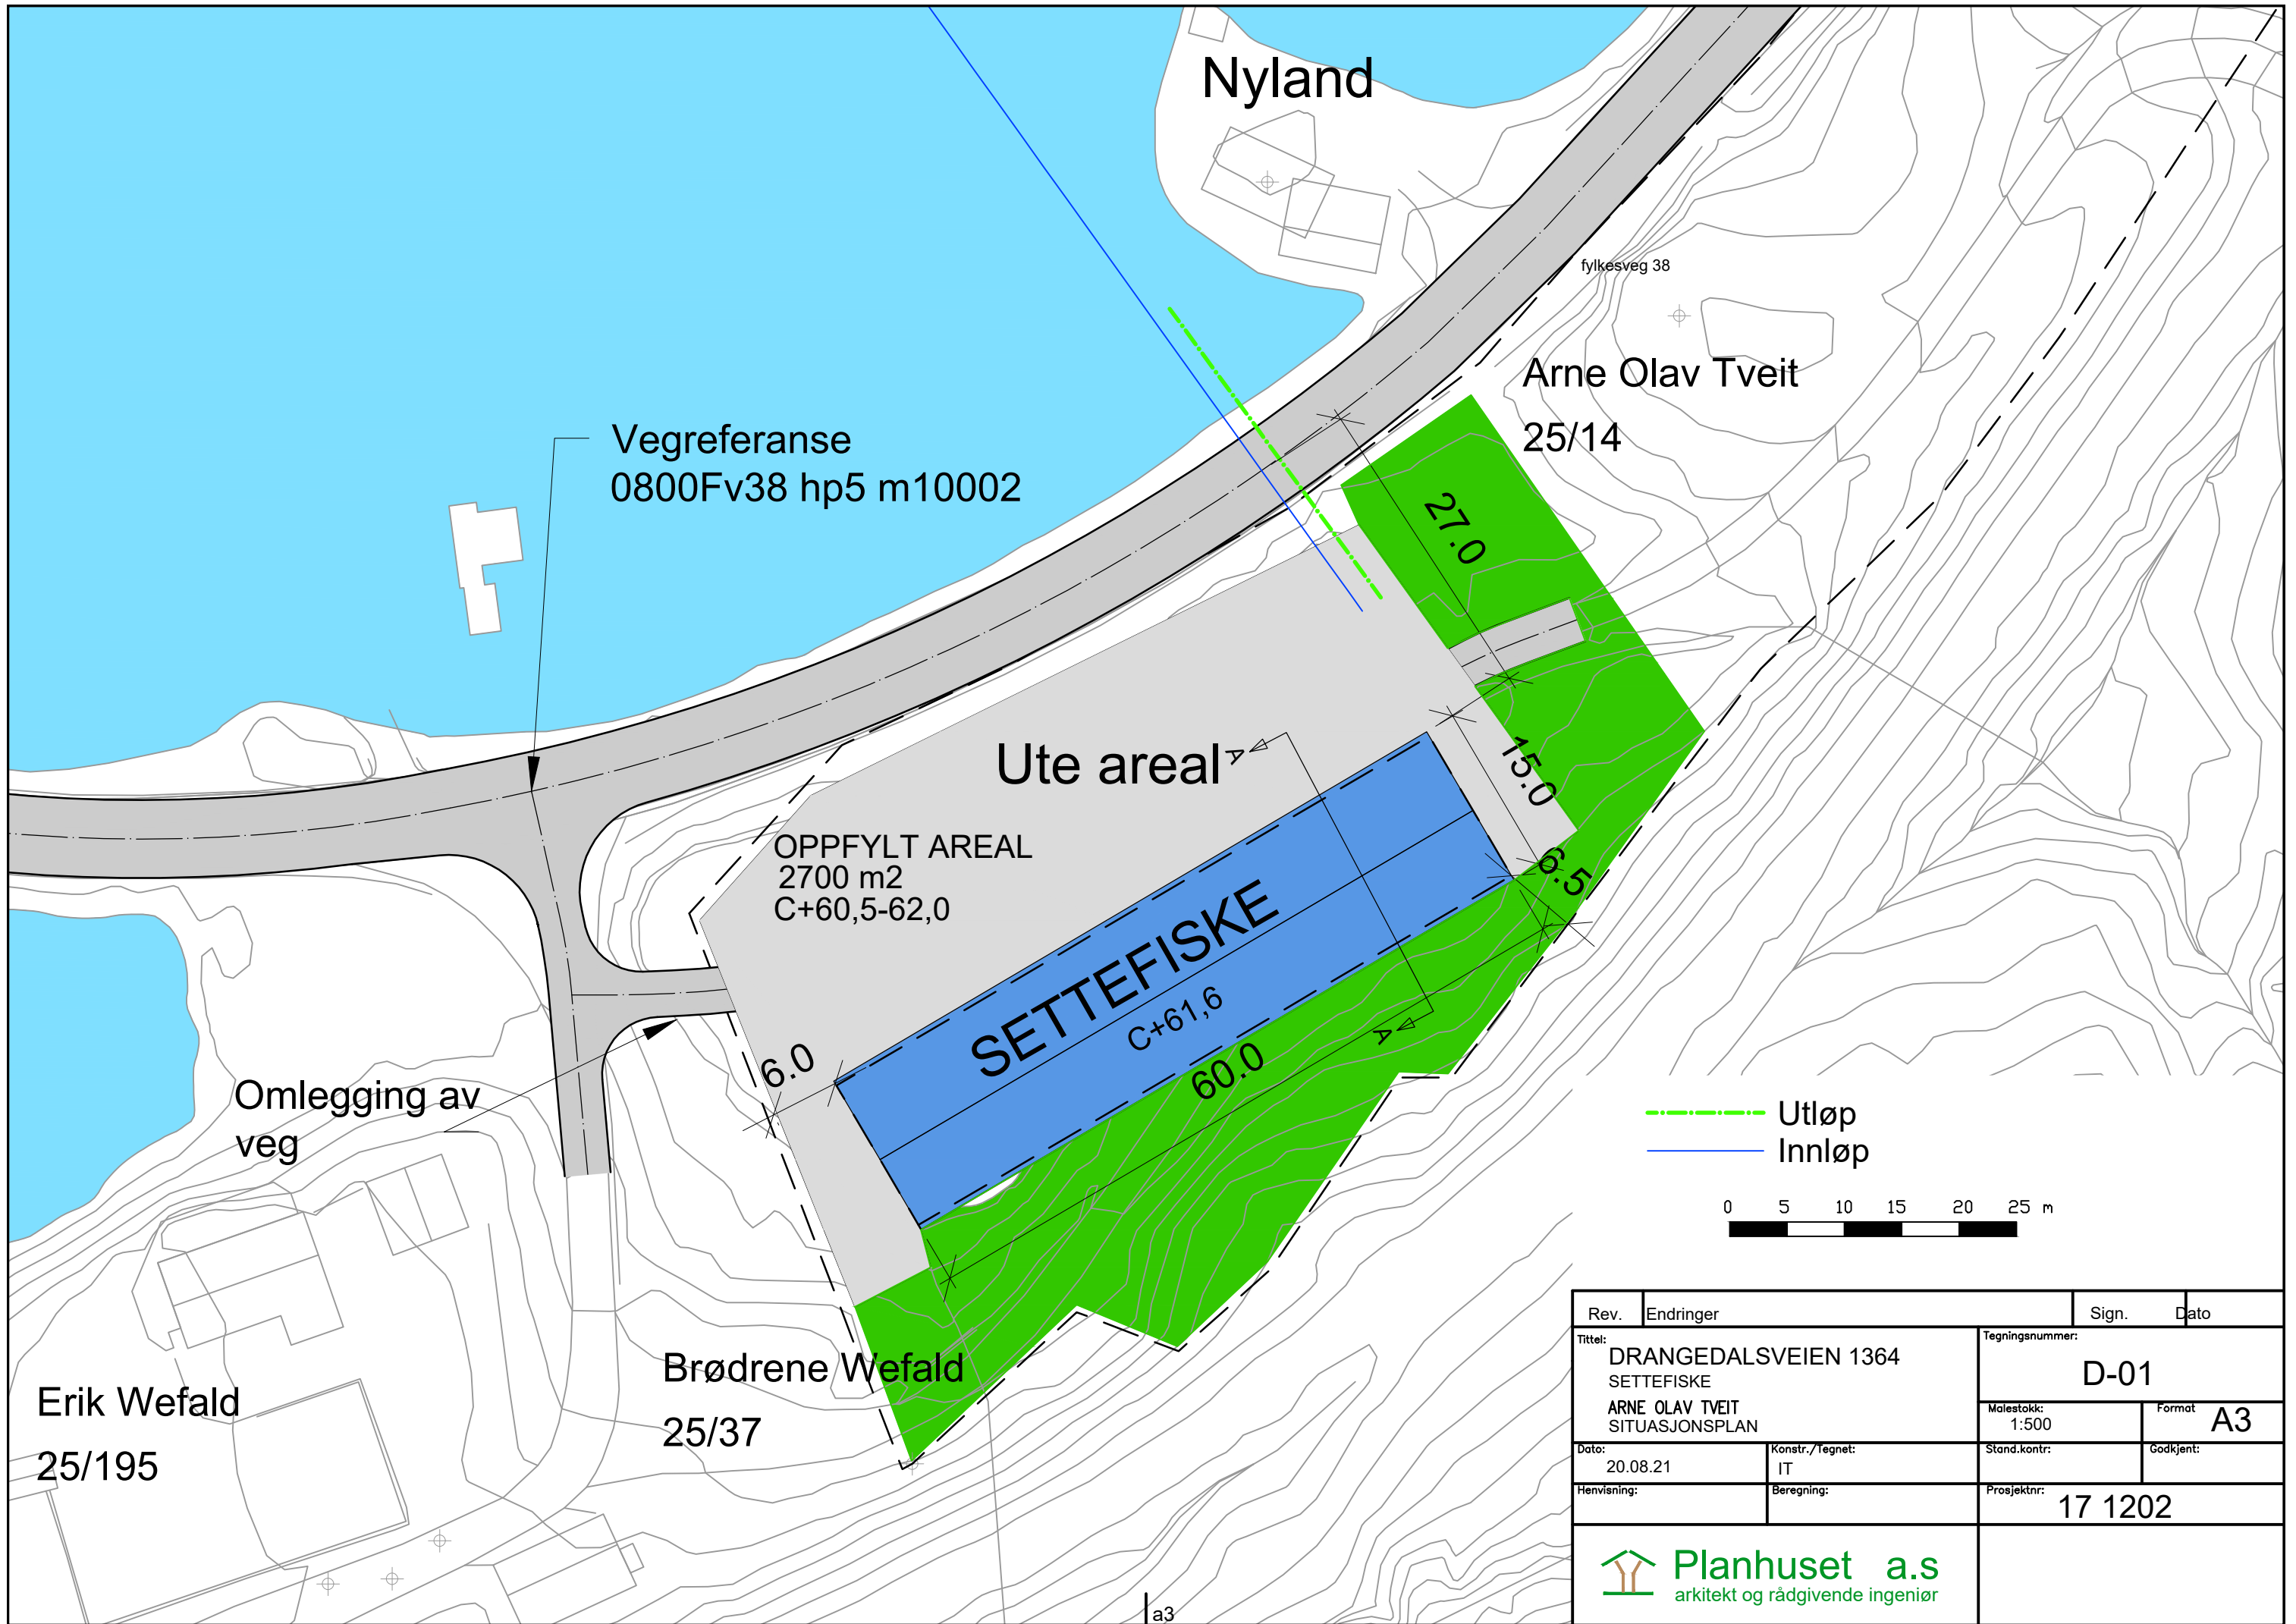 Nyland
fylkesveg 38
Arne Olav Tveit
25/14
Vegreferanse
0800Fv38 hp5 m10002
27.0
Ute areal
A
15.0
OPPFYLT AREAL
2700 m2
C+60,5-62,0
6.5
SETTEFISKE
C+61,6
A
60.0
6.0
Omlegging av
veg
Utløp
Innløp
0 5 10 15 20 25 m
Brødrene Wefald
25/37
Erik Wefald
25/195
Rev. Endringer Sign. Dato
Tittel:
DRANGEDALSVEIEN 1364
SETTEFISKE
ARNE OLAV TVEIT
SITUASJONSPLAN
Tegningsnummer:
D-01
Malestokk:
1:500
Format A3
Dato:
20.08.21
Konstr./Tegnet:
IT
Stand.kontr:
Godkjent:
Henvisning:
Beregning:
Prosjektnr:
17 1202
Planhuset a.s
arkitekt og rådgivende ingeniør
a3